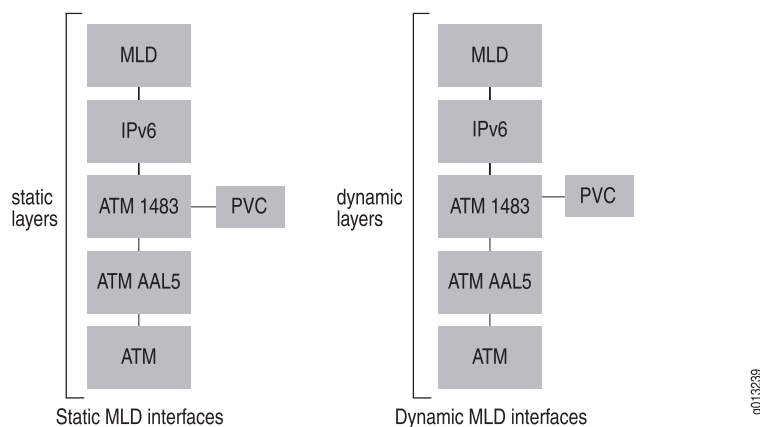 MLD
IPv6
static
layers
ATM 1483
PVC
ATM AAL5
ATM
Static MLD interfaces
MLD
IPv6
dynamic
layers
ATM 1483
PVC
ATM AAL5
ATM
Dynamic MLD interfaces
g013239